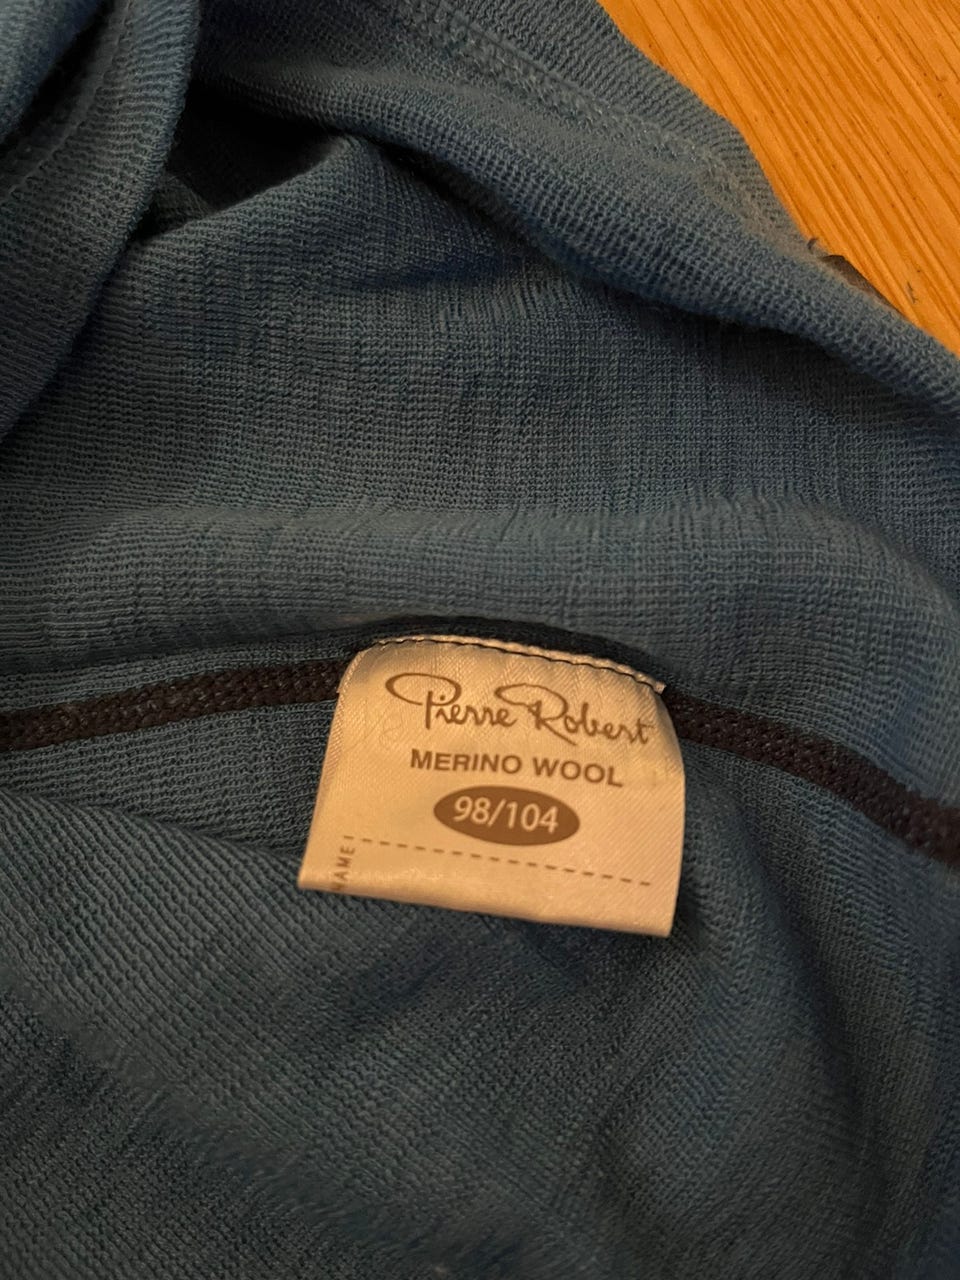 Pierre Robert
MERINO WOOL
98/104
NAME: